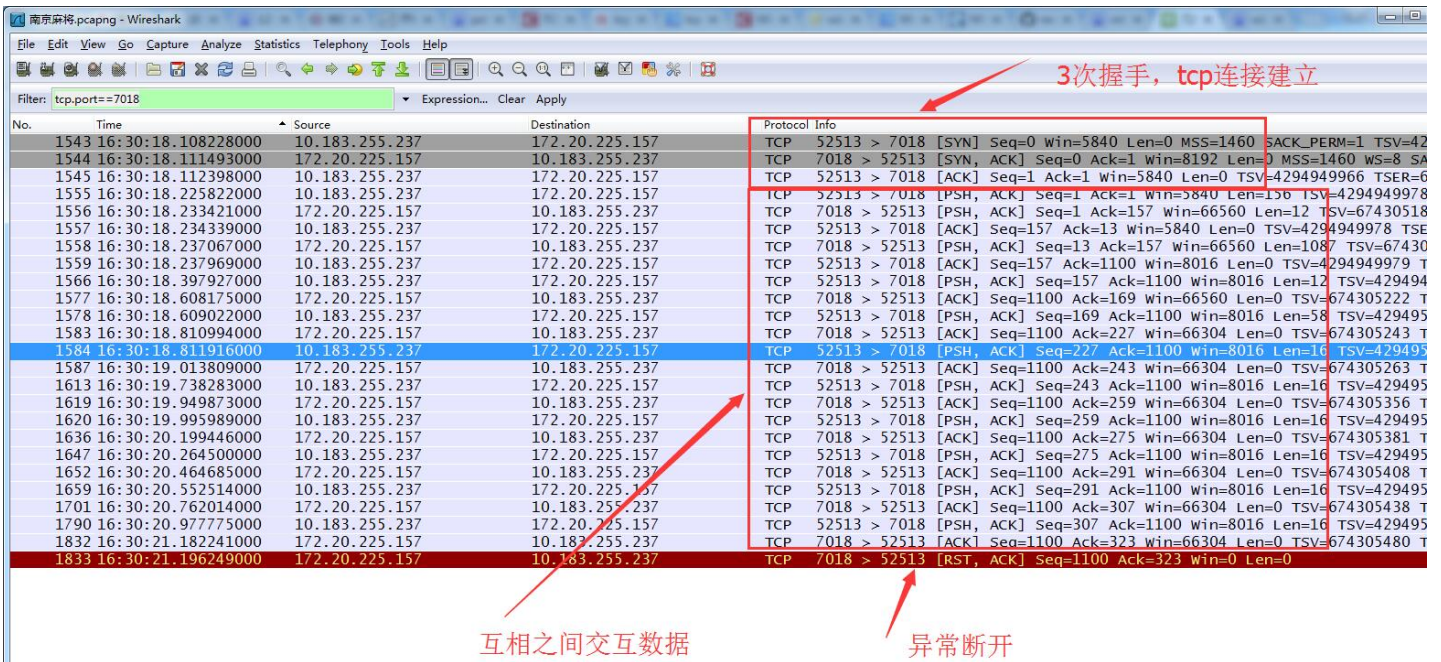 南京麻将.pcapng - Wireshark
File Edit View Go Capture Analyze Statistics Telephony Tools Help
3次握手，tcp连接建立
Filter: tcp.port==7018 Expression... Clear Apply
No. Time Source Destination Protocol Info
1543 16:30:18.108228000 10.183.255.237 172.20.225.157 TCP 52513 > 7018 [SYN] Seq=0 Win=5840 Len=0 MSS=1460 SACK_PERM=1 TSV=42
1544 16:30:18.111493000 172.20.225.157 10.183.255.237 TCP 7018 > 52513 [SYN, ACK] Seq=0 Ack=1 Win=8192 Len=0 MSS=1460 WS=8 SA
1545 16:30:18.112398000 10.183.255.237 172.20.225.157 TCP 52513 > 7018 [ACK] Seq=1 Ack=1 Win=5840 Len=0 TSV=4294949966 TSER=6
1555 16:30:18.225822000 10.183.255.237 172.20.225.157 TCP 52513 > 7018 [PSH, ACK] Seq=1 Ack=1 Win=5840 Len=156 TSV=4294949978
1556 16:30:18.233421000 172.20.225.157 10.183.255.237 TCP 7018 > 52513 [PSH, ACK] Seq=1 Ack=157 Win=66560 Len=12 TSV=67430518
1557 16:30:18.234339000 10.183.255.237 172.20.225.157 TCP 52513 > 7018 [ACK] Seq=157 Ack=13 Win=5840 Len=0 TSV=4294949978 TSE
1558 16:30:18.237067000 172.20.225.157 10.183.255.237 TCP 7018 > 52513 [PSH, ACK] Seq=13 Ack=157 Win=66560 Len=1087 TSV=67430
1559 16:30:18.237969000 10.183.255.237 172.20.225.157 TCP 52513 > 7018 [ACK] Seq=157 Ack=1100 Win=8016 Len=0 TSV=4294949979 T
1566 16:30:18.397927000 10.183.255.237 172.20.225.157 TCP 52513 > 7018 [PSH, ACK] Seq=157 Ack=1100 Win=8016 Len=12 TSV=429494
1577 16:30:18.608175000 172.20.225.157 10.183.255.237 TCP 7018 > 52513 [ACK] Seq=1100 Ack=169 Win=66560 Len=0 TSV=674305222 T
1578 16:30:18.609022000 10.183.255.237 172.20.225.157 TCP 52513 > 7018 [PSH, ACK] Seq=169 Ack=1100 Win=8016 Len=58 TSV=429495
1583 16:30:18.810994000 172.20.225.157 10.183.255.237 TCP 7018 > 52513 [ACK] Seq=1100 Ack=227 Win=66304 Len=0 TSV=674305243 T
1584 16:30:18.811916000 10.183.255.237 172.20.225.157 TCP 52513 > 7018 [PSH, ACK] Seq=227 Ack=1100 Win=8016 Len=16 TSV=429495
1587 16:30:19.013809000 172.20.225.157 10.183.255.237 TCP 7018 > 52513 [ACK] Seq=1100 Ack=243 Win=66304 Len=0 TSV=674305263 T
1613 16:30:19.738283000 10.183.255.237 172.20.225.157 TCP 52513 > 7018 [PSH, ACK] Seq=243 Ack=1100 Win=8016 Len=16 TSV=429495
1619 16:30:19.949873000 172.20.225.157 10.183.255.237 TCP 7018 > 52513 [ACK] Seq=1100 Ack=259 Win=66304 Len=0 TSV=674305356 T
1620 16:30:19.995989000 10.183.255.237 172.20.225.157 TCP 52513 > 7018 [PSH, ACK] Seq=259 Ack=1100 Win=8016 Len=16 TSV=429495
1636 16:30:20.199446000 172.20.225.157 10.183.255.237 TCP 7018 > 52513 [ACK] Seq=1100 Ack=275 Win=66304 Len=0 TSV=674305381 T
1647 16:30:20.264500000 10.183.255.237 172.20.225.157 TCP 52513 > 7018 [PSH, ACK] Seq=275 Ack=1100 Win=8016 Len=16 TSV=429495
1652 16:30:20.464685000 172.20.225.157 10.183.255.237 TCP 7018 > 52513 [ACK] Seq=1100 Ack=291 Win=66304 Len=0 TSV=674305408 T
1659 16:30:20.552514000 10.183.255.237 172.20.225.157 TCP 52513 > 7018 [PSH, ACK] Seq=291 Ack=1100 Win=8016 Len=16 TSV=429495
1701 16:30:20.762014000 172.20.225.157 10.183.255.237 TCP 7018 > 52513 [ACK] Seq=1100 Ack=307 Win=66304 Len=0 TSV=674305438 T
1790 16:30:20.977775000 10.183.255.237 172.20.225.157 TCP 52513 > 7018 [PSH, ACK] Seq=307 Ack=1100 Win=8016 Len=16 TSV=429495
1832 16:30:21.182241000 172.20.225.157 10.183.255.237 TCP 7018 > 52513 [ACK] Seq=1100 Ack=323 Win=66304 Len=0 TSV=674305480 T
1833 16:30:21.196249000 172.20.225.157 10.183.255.237 TCP 7018 > 52513 [RST, ACK] Seq=1100 Ack=323 Win=0 Len=0
互相之间交互数据
异常断开